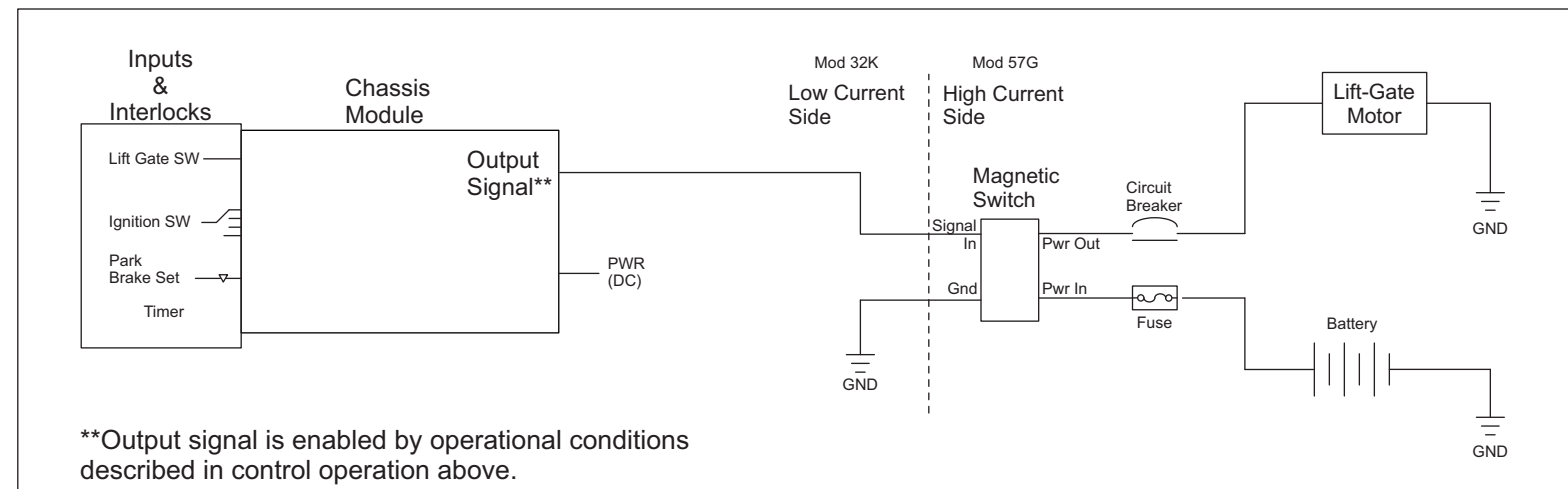 Inputs
&
Interlocks
Lift Gate SW
Ignition SW
Park
Brake Set
Timer
Chassis
Module
Output
Signal**
PWR
(DC)
Mod 32K
Low Current
Side
Mod 57G
High Current
Side
Magnetic
Switch
Signal
In
Gnd
Pwr Out
Pwr In
GND
Circuit
Breaker
Fuse
Lift-Gate
Motor
GND
Battery
GND
**Output signal is enabled by operational conditions
described in control operation above.